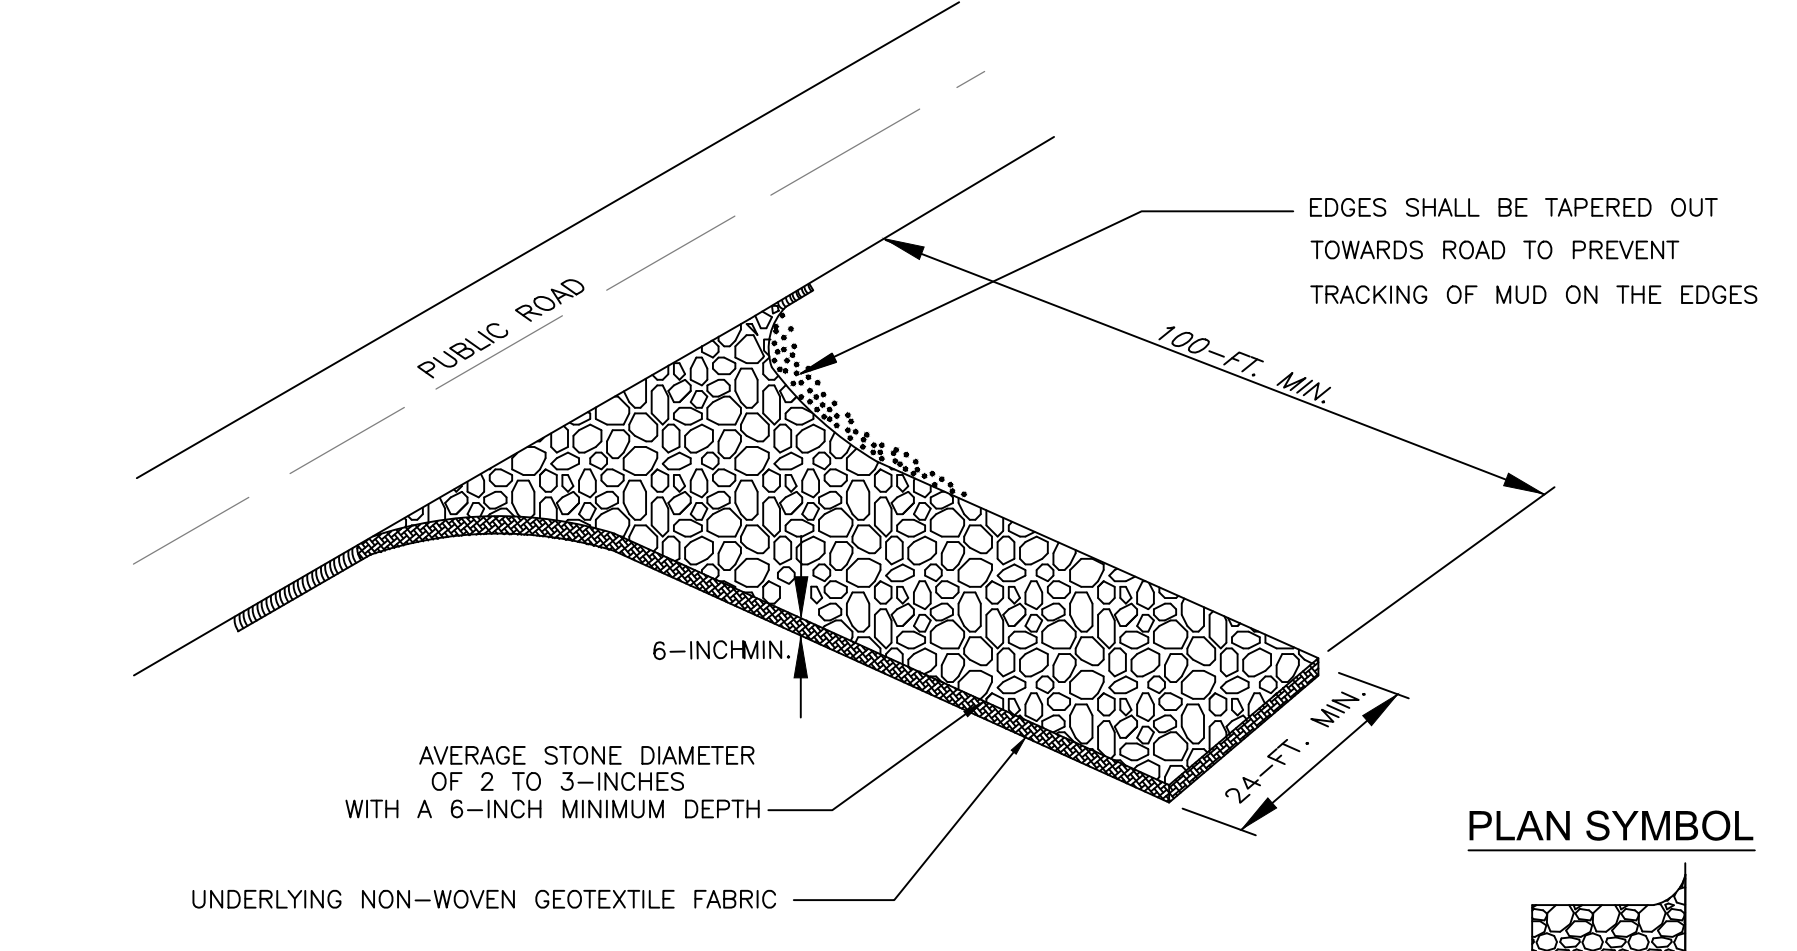 EDGES SHALL BE TAPERED OUT
TOWARDS ROAD TO PREVENT
TRACKING OF MUD ON THE EDGES
PUBLIC ROAD
100-FT. MIN.
6-INCH MIN.
24-FT. MIN.
AVERAGE STONE DIAMETER
OF 2 TO 3-INCHES
WITH A 6-INCH MINIMUM DEPTH
UNDERLYING NON-WOVEN GEOTEXTILE FABRIC
PLAN SYMBOL